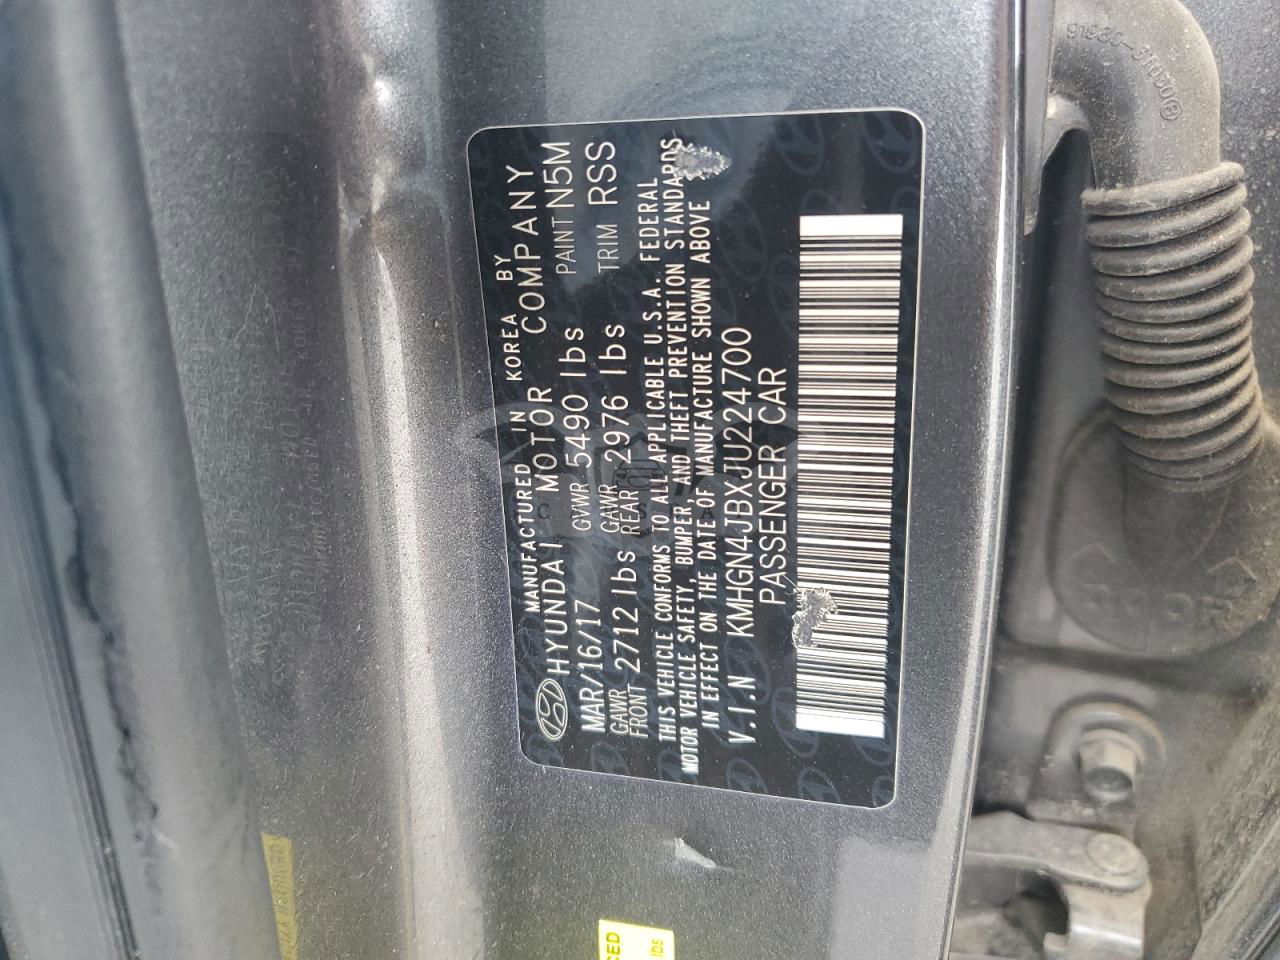 MANUFACTURED IN KOREA BY
HYUNDAI MOTOR COMPANY
MAR/16/17 GVWR 5490 lbs PAINT N5M
GAWR FRONT 2712 lbs GAWR REAR 2976 lbs TRIM RSS
THIS VEHICLE CONFORMS TO ALL APPLICABLE U.S.A. FEDERAL
MOTOR VEHICLE SAFETY, BUMPER, AND THEFT PREVENTION STANDARDS
IN EFFECT ON THE DATE OF MANUFACTURE SHOWN ABOVE
V.I.N KMHGN4JBXJU224700
PASSENGER CAR